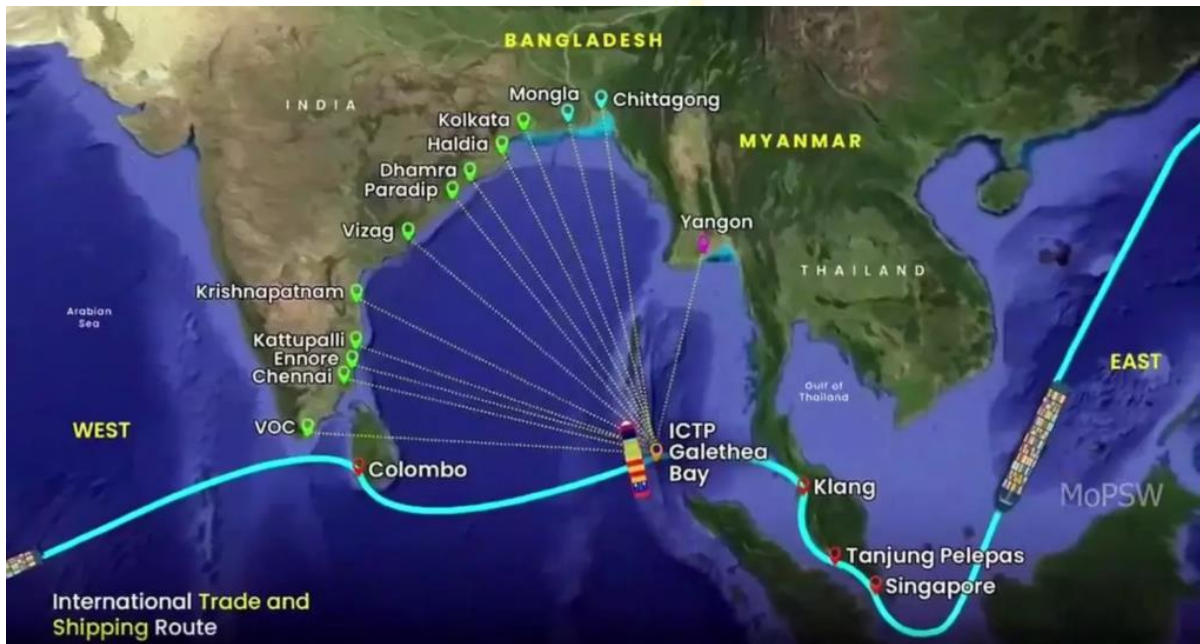 BANGLADESH
INDIA
Mongla
Chittagong
Kolkata
Haldia
MYANMAR
Dhamra
Paradip
Vizag
Yangon
THAILAND
Krishnapatnam
Arabian
Sea
Kattupalli
Ennore
Chennai
EAST
Gulf of
Thailand
WEST
VOC
ICTP
Galethea
Bay
Colombo
Klang
MoPSW
Tanjung Pelepas
Singapore
International Trade and
Shipping Route